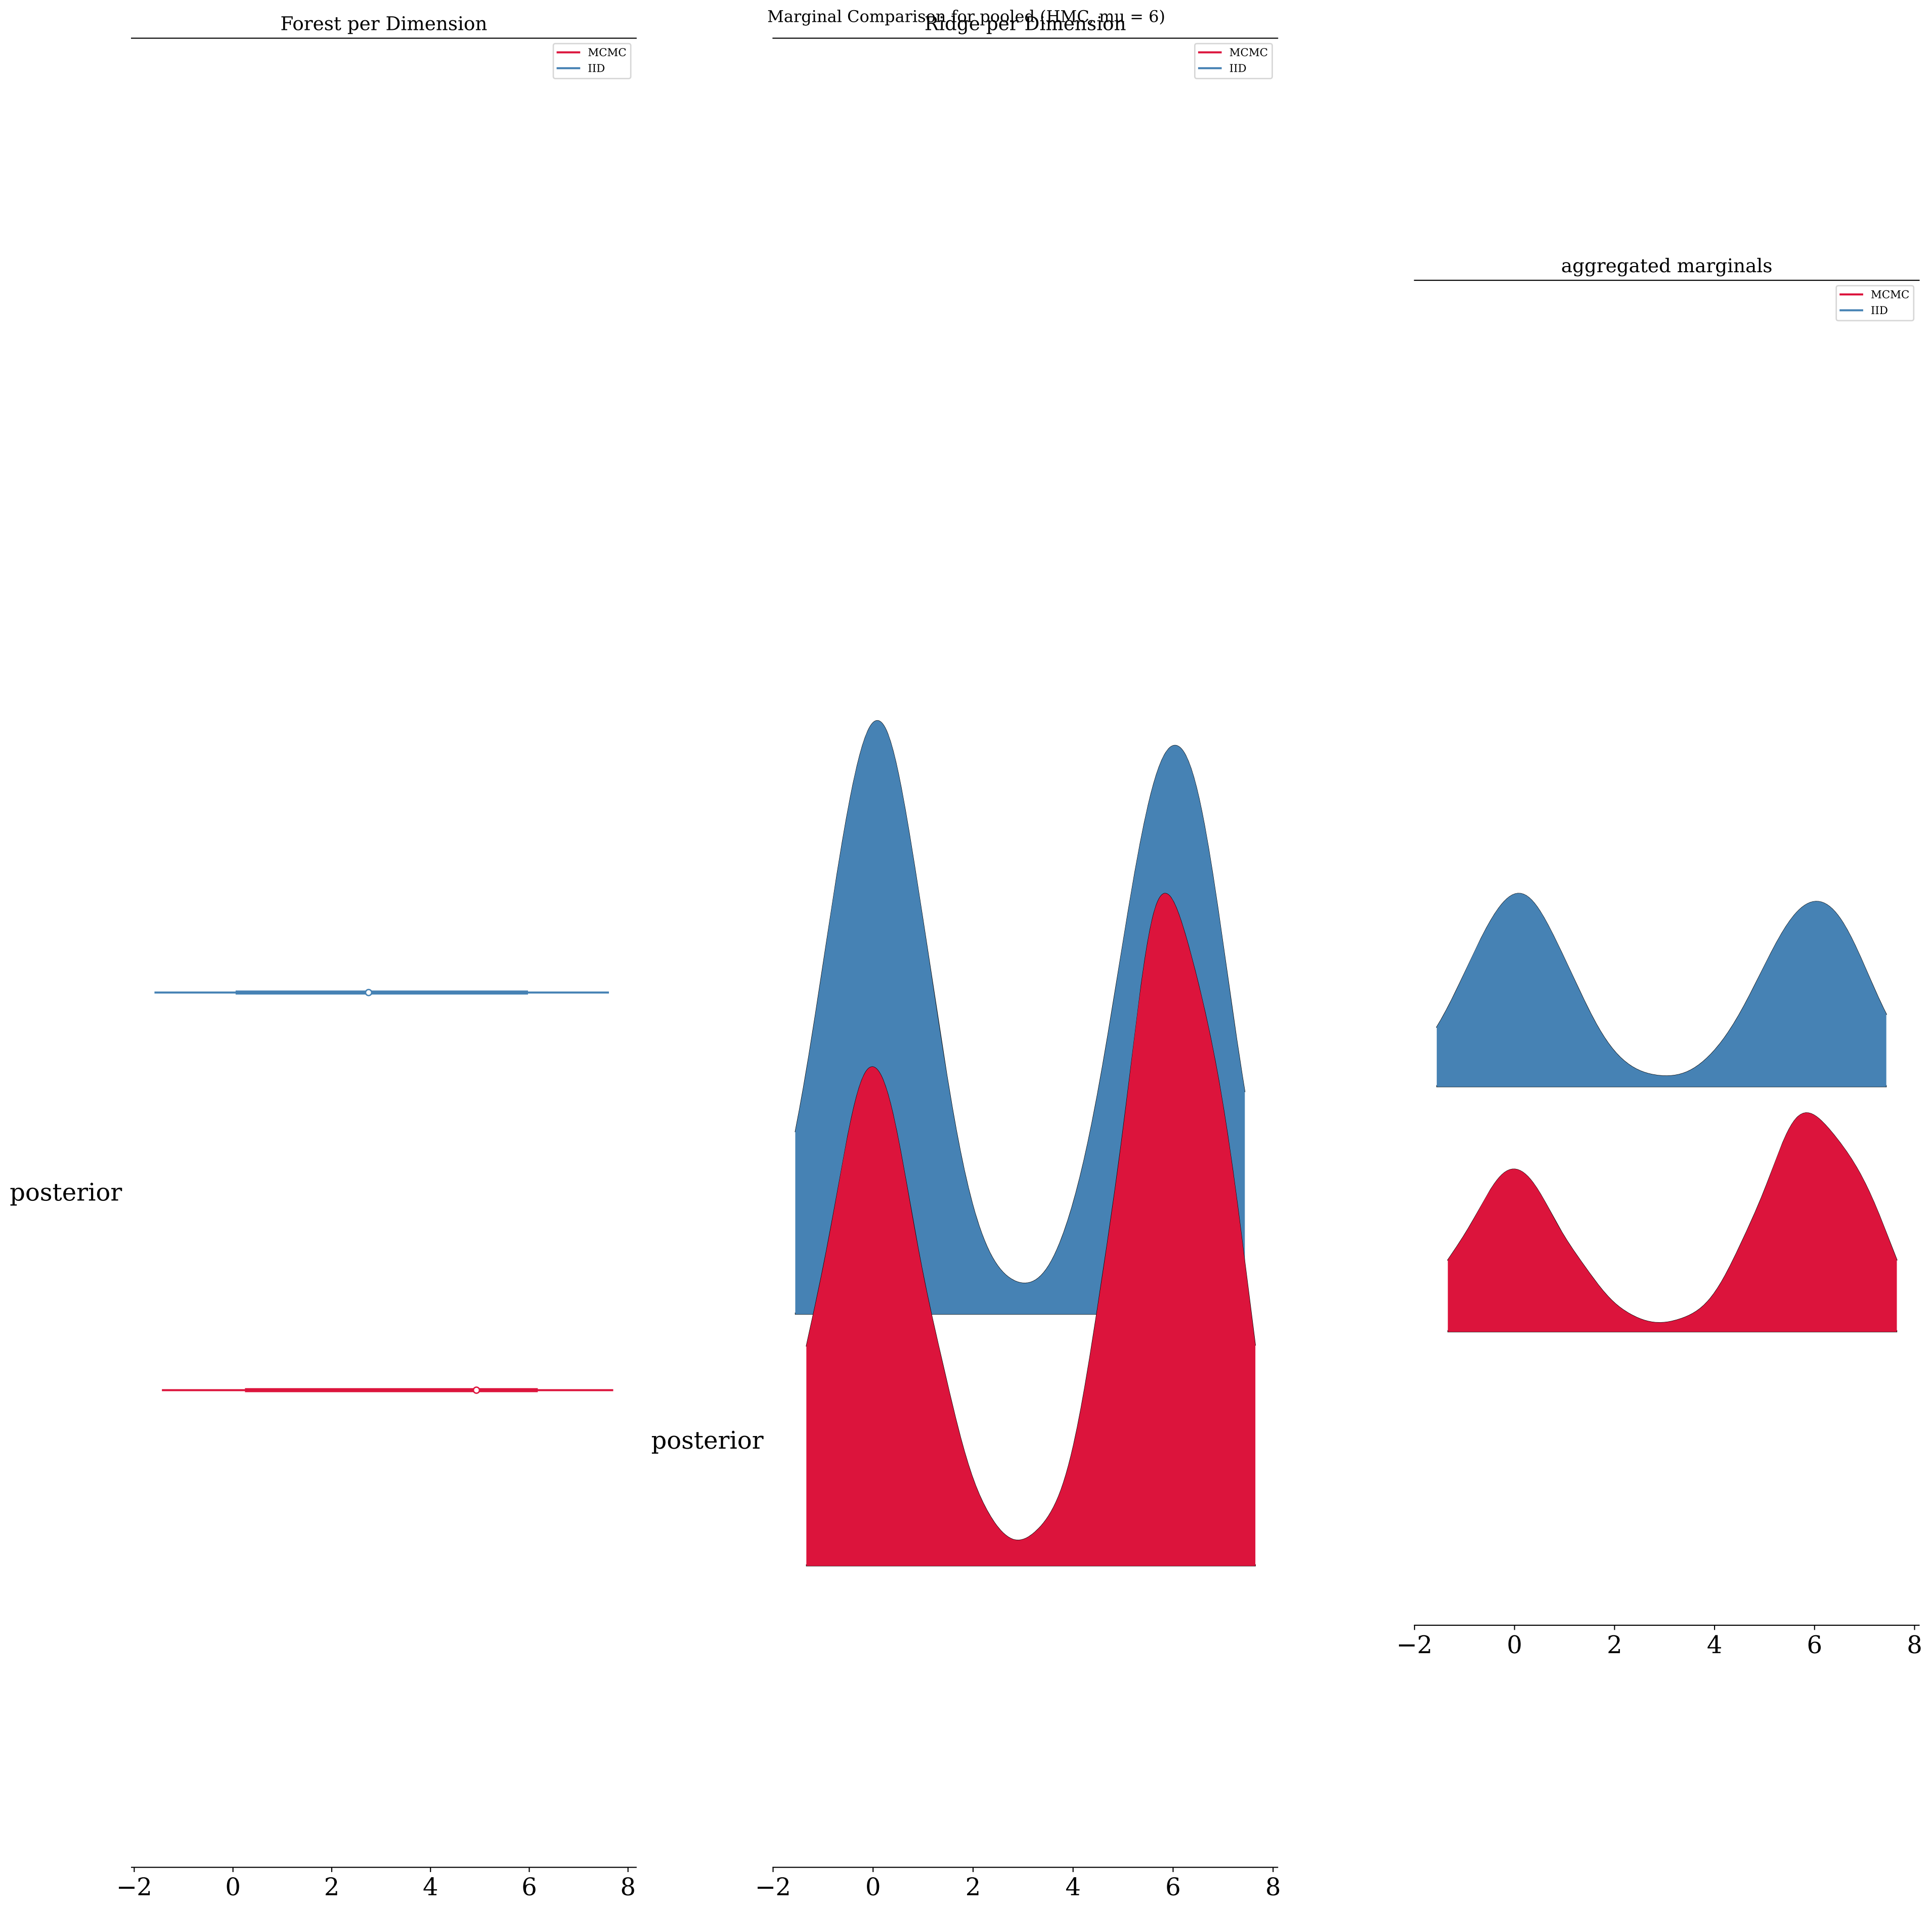 Marginal Comparison for pooled (HMC, mu = 6)
Forest per Dimension
MCMC
IID
posterior
−2 0 2 4 6 8
Ridge per Dimension
MCMC
IID
posterior
−2 0 2 4 6 8
aggregated marginals
MCMC
IID
−2 0 2 4 6 8